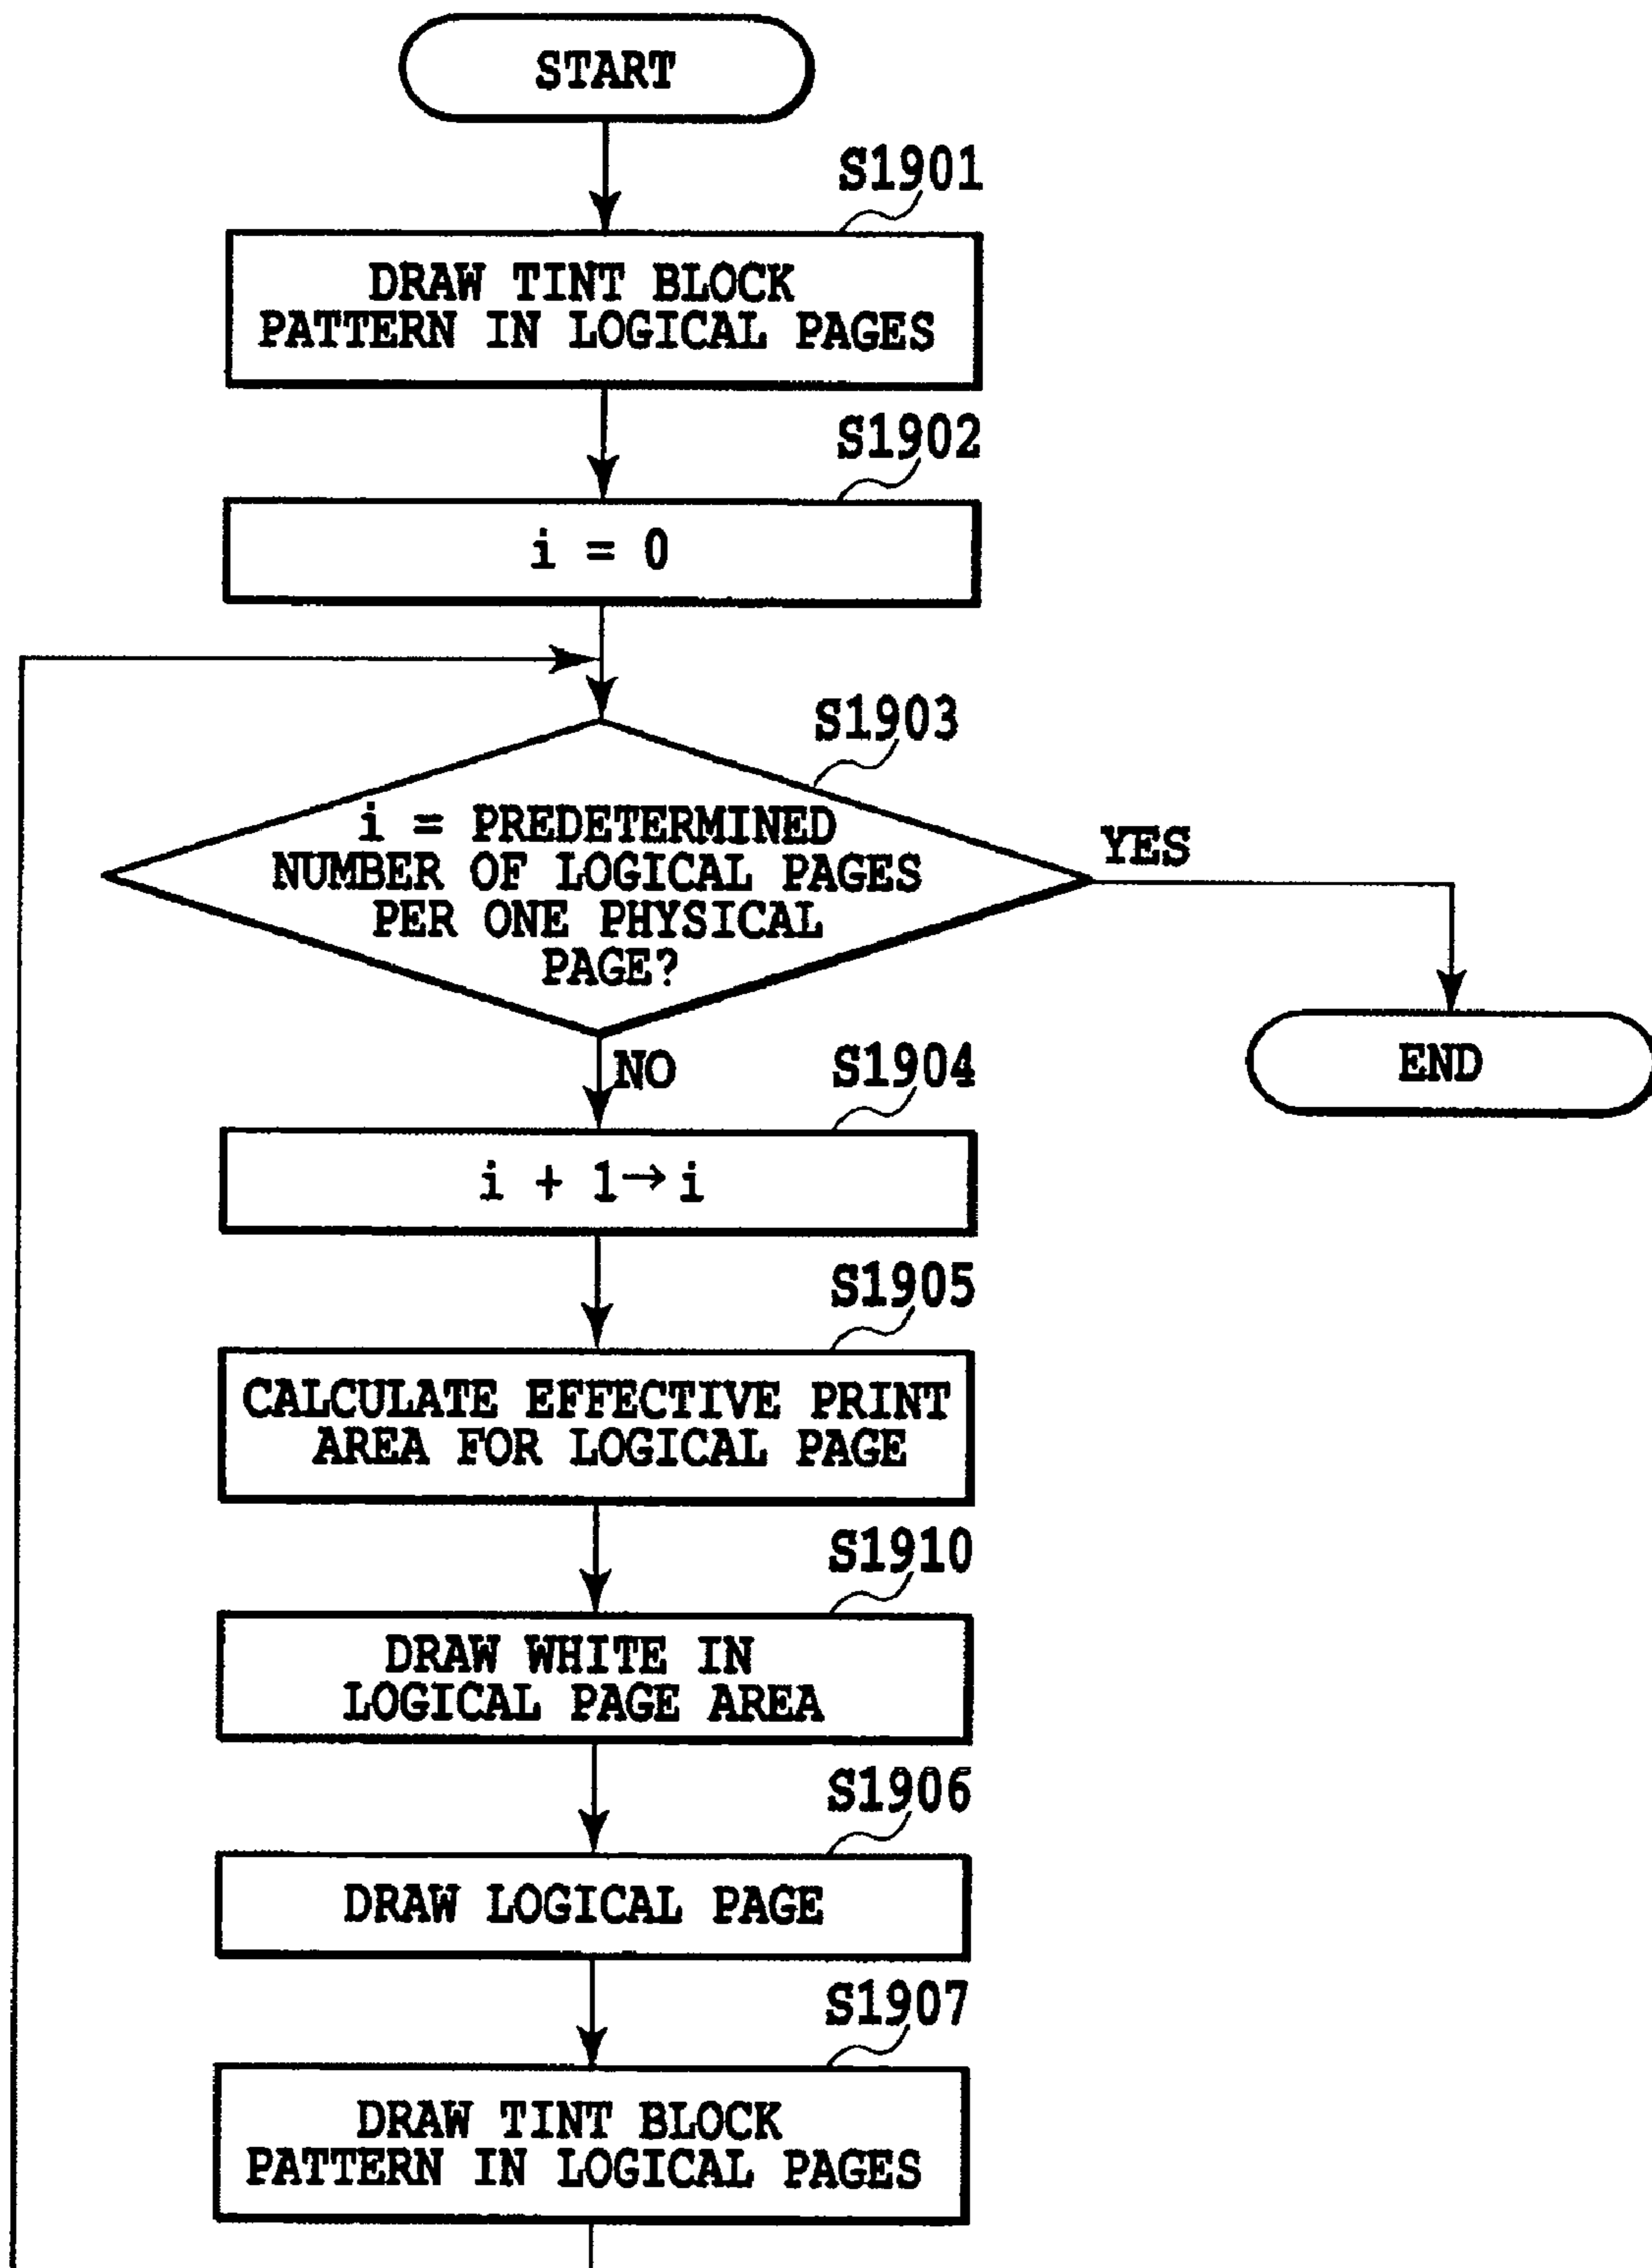 START
S1901
DRAW TINT BLOCK
PATTERN IN LOGICAL PAGES
S1902
i = 0
S1903
i = PREDETERMINED
NUMBER OF LOGICAL PAGES
PER ONE PHYSICAL
PAGE?
YES
END
NO
S1904
i + 1→i
S1905
CALCULATE EFFECTIVE PRINT
AREA FOR LOGICAL PAGE
S1910
DRAW WHITE IN
LOGICAL PAGE AREA
S1906
DRAW LOGICAL PAGE
S1907
DRAW TINT BLOCK
PATTERN IN LOGICAL PAGES